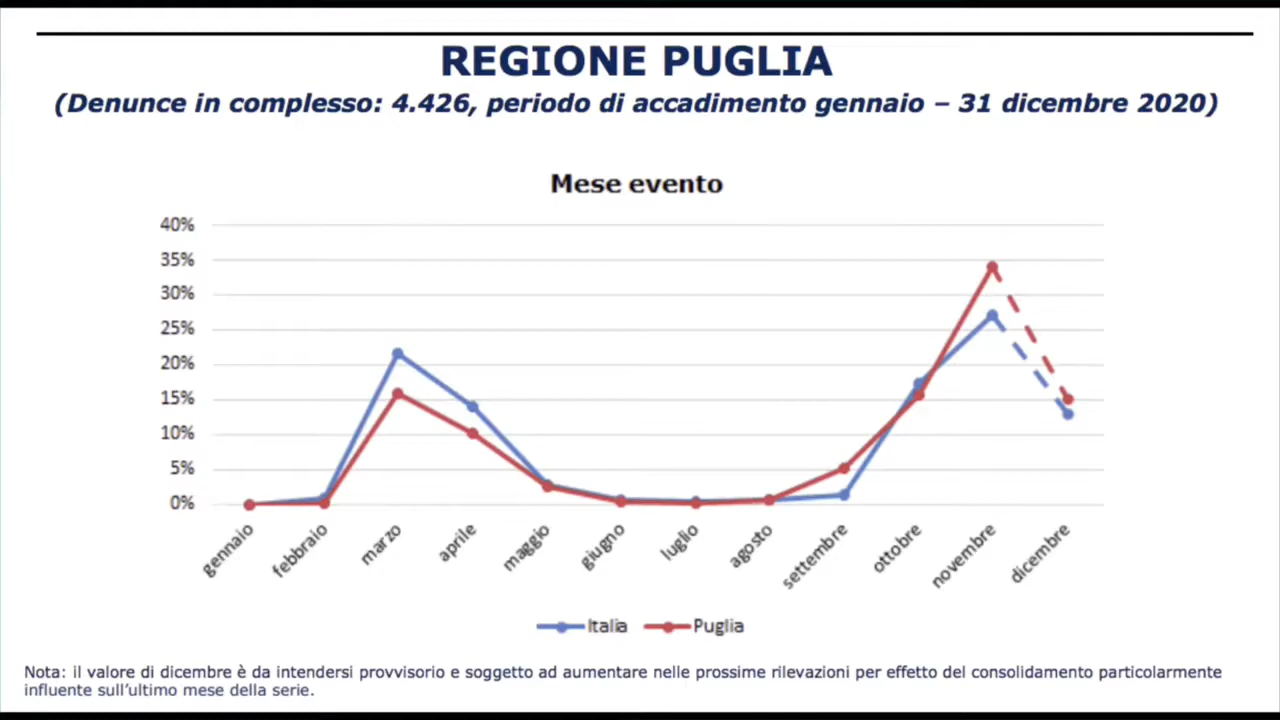 REGIONE PUGLIA
(Denunce in complesso: 4.426, periodo di accadimento gennaio – 31 dicembre 2020)
Mese evento
40%
35%
30%
25%
20%
15%
10%
5%
0%
gennaio
febbraio
marzo
aprile
maggio
giugno
luglio
agosto
settembre
ottobre
novembre
dicembre
Italia
Puglia
Nota: il valore di dicembre è da intendersi provvisorio e soggetto ad aumentare nelle prossime rilevazioni per effetto del consolidamento particolarmente
influente sull'ultimo mese della serie.